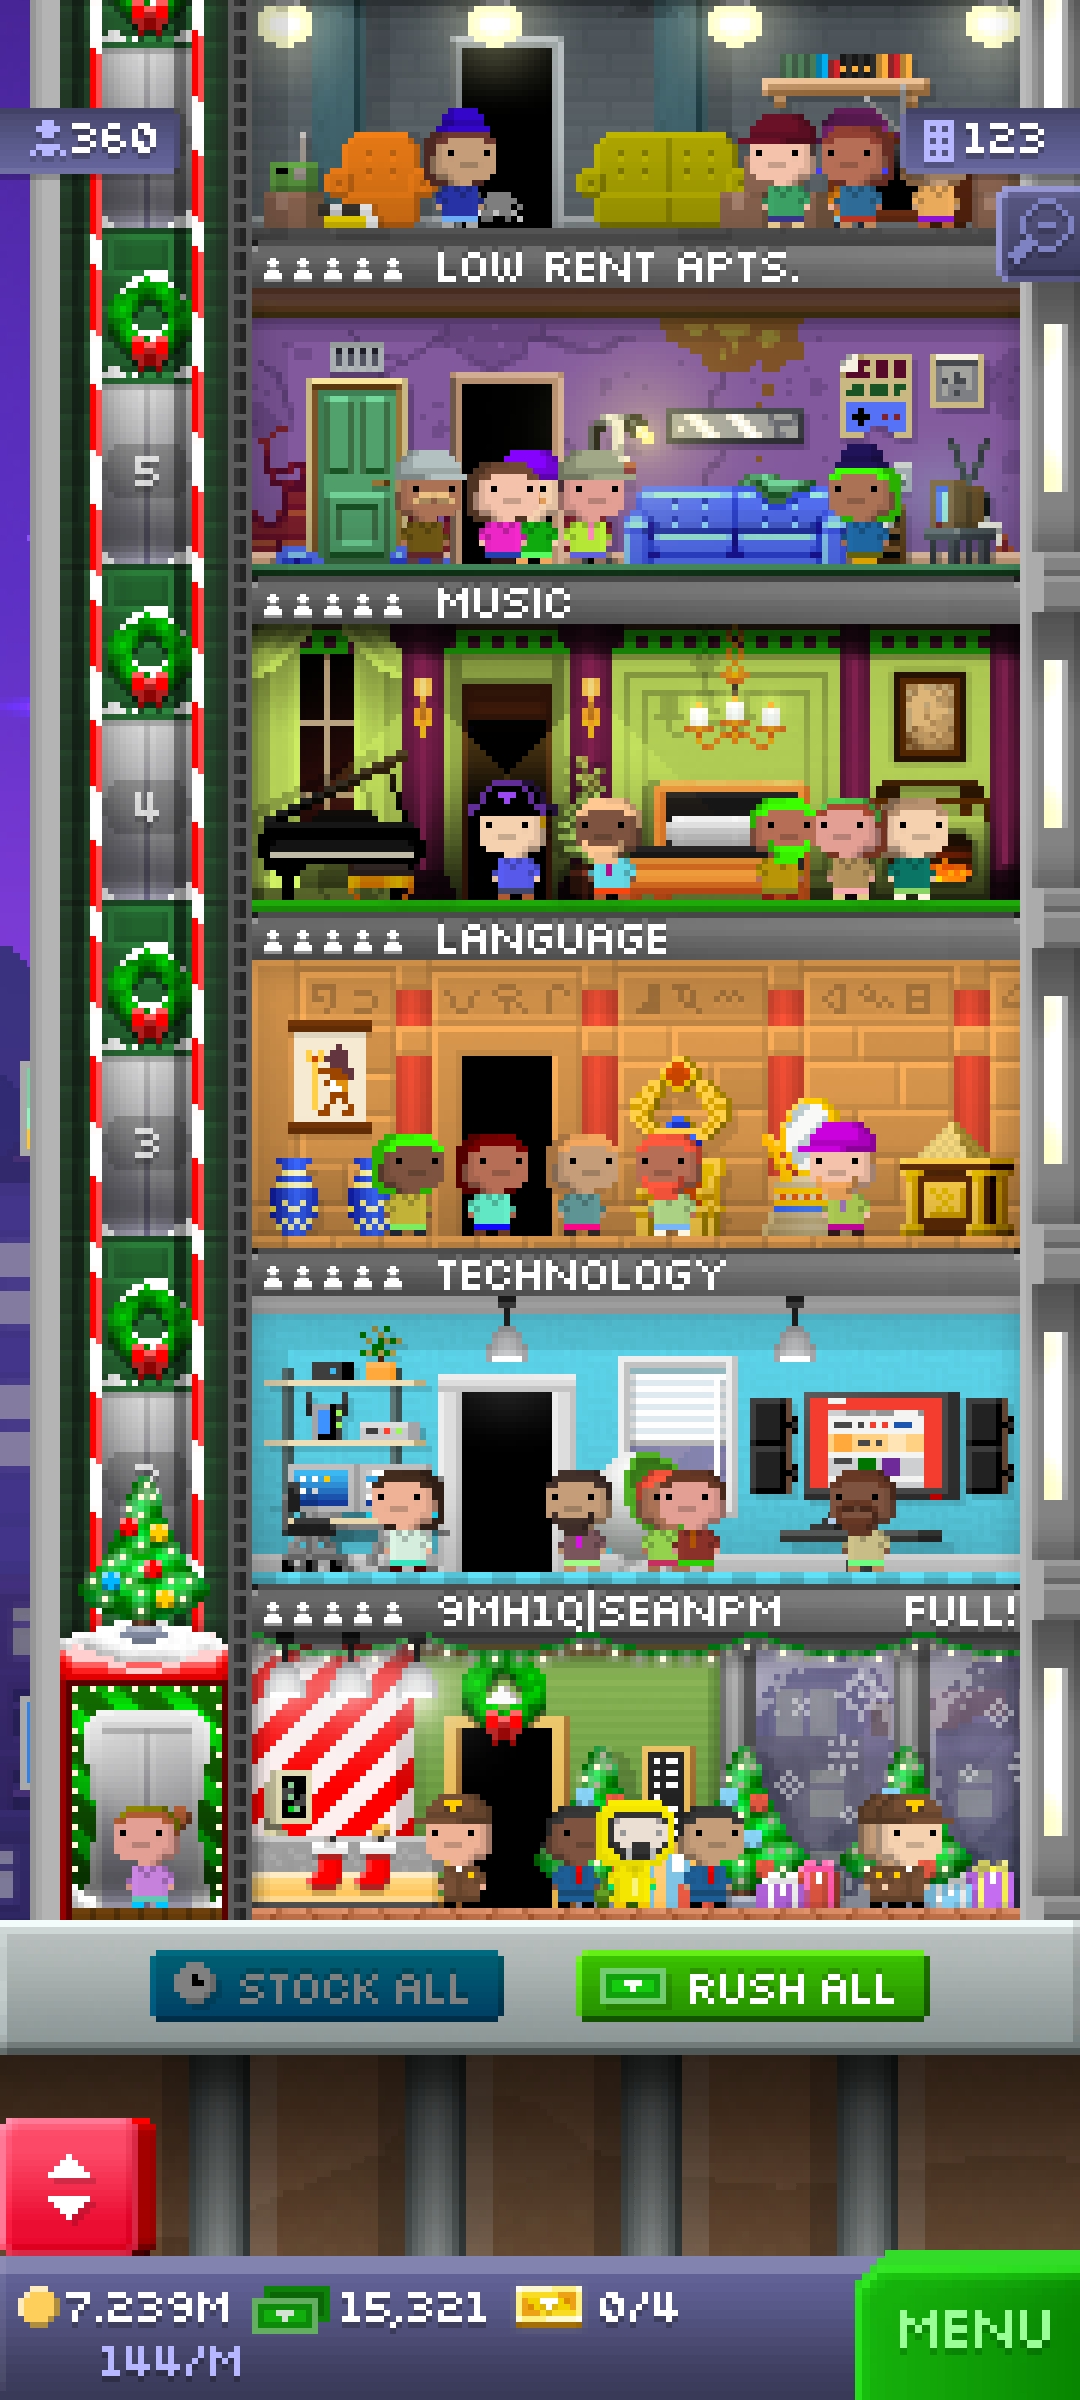 360
123
LOW RENT APTS.
5
MUSIC
4
LANGUAGE
3
TECHNOLOGY
9MH1Q|SEANPM FULL!
STOCK ALL
RUSH ALL
7.239M 15,321 0/4
144/M
MENU